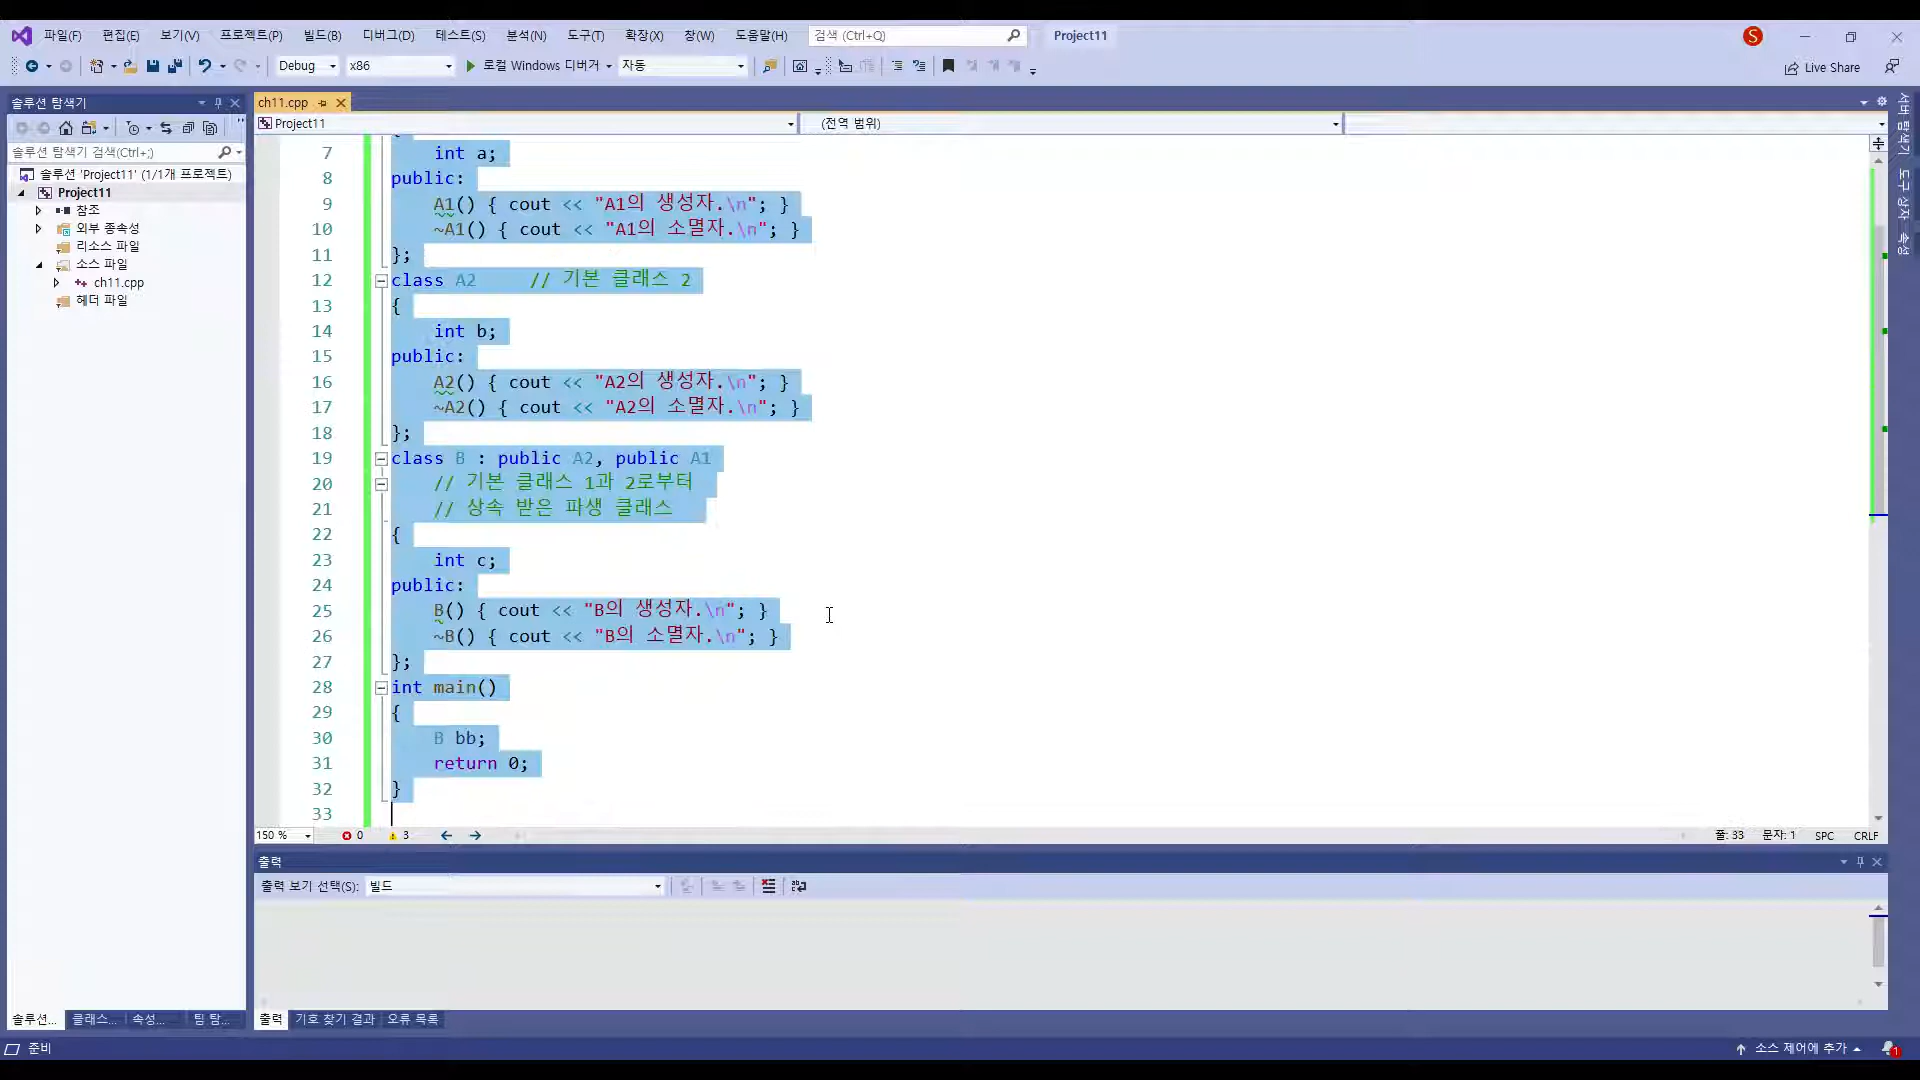 파일(F) 편집(E) 보기(V) 프로젝트(P) 빌드(B) 디버그(D) 테스트(S) 분석(N) 도구(T) 확장(X) 창(W) 도움말(H) 검색 (Ctrl+Q) Project11 S
Debug x86 로컬 Windows 디버거 자동 Live Share
솔루션 탐색기 ch11.cpp
Project11 (전역 범위)
솔루션 탐색기 검색(Ctrl+;)
솔루션 'Project11' (1/1개 프로젝트)
Project11
참조
외부 종속성
리소스 파일
소스 파일
ch11.cpp
헤더 파일
7 int a;
8 public:
9 A1() { cout << "A1의 생성자.\n"; }
10 ~A1() { cout << "A1의 소멸자.\n"; }
11 };
12 class A2 // 기본 클래스 2
13 {
14 int b;
15 public:
16 A2() { cout << "A2의 생성자.\n"; }
17 ~A2() { cout << "A2의 소멸자.\n"; }
18 };
19 class B : public A2, public A1
20 // 기본 클래스 1과 2로부터
21 // 상속 받은 파생 클래스
22 {
23 int c;
24 public:
25 B() { cout << "B의 생성자.\n"; }
26 ~B() { cout << "B의 소멸자.\n"; }
27 };
28 int main()
29 {
30 B bb;
31 return 0;
32 }
33
150 % 0 3 줄: 33 문자: 1 SPC CRLF
출력
출력 보기 선택(S): 빌드
솔루션... 클래스... 속성... 팀 탐... 출력 기호 찾기 결과 오류 목록
준비 소스 제어에 추가 1
서버 탐색기
도구 상자
속성